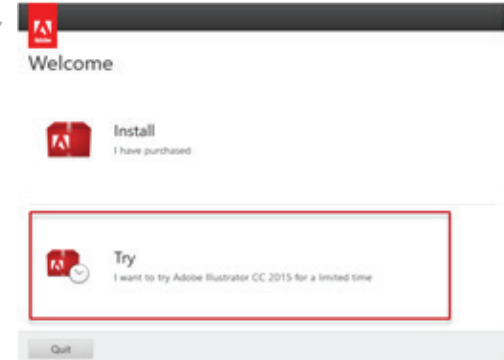 Adobe
Welcome
Install
I have purchased
Try
I want to try Adobe Illustrator CC 2015 for a limited time
Quit